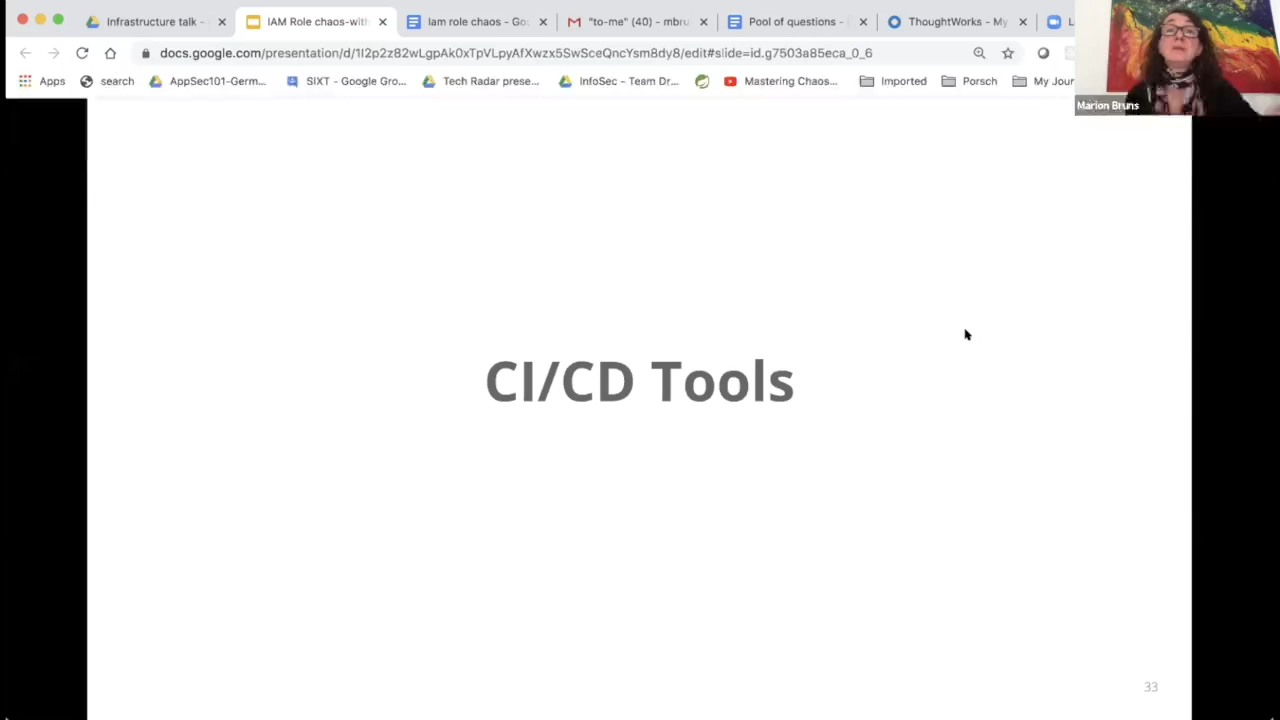 Infrastructure talk -
IAM Role chaos-with
Iam role chaos - Go
"to-me" (40) - mbru
Pool of questions -
ThoughtWorks - My
docs.google.com/presentation/d/1I2p2z82wLgpAk0xTpVLpyAfXwzx5SwSceQncYsm8dy8/edit#slide=id.g7503a85eca_0_6
Apps
search
AppSec101-Germ...
SIXT - Google Gro...
Tech Radar prese...
InfoSec - Team Dr...
Mastering Chaos...
Imported
Porsch
My Jour
Marion Bruns
CI/CD Tools
33